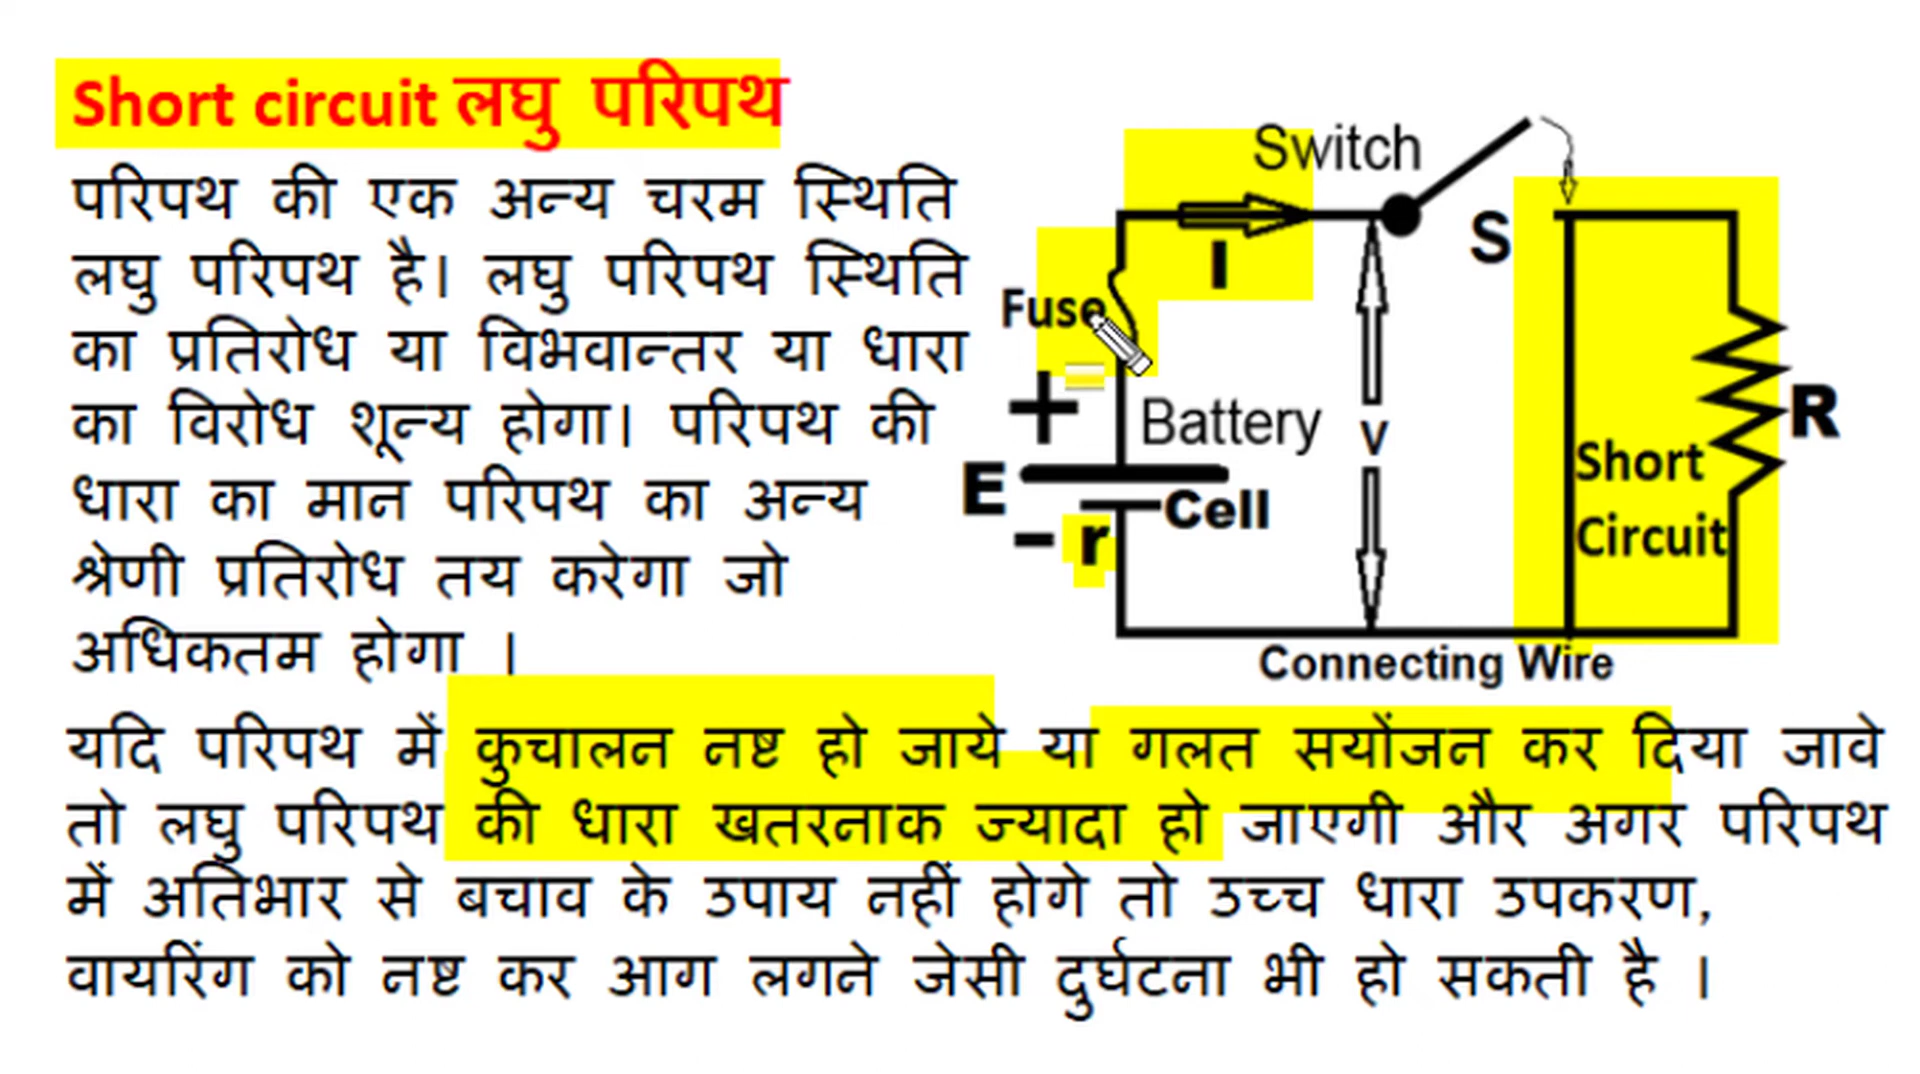 Short circuit लघु परिपथ
परिपथ की एक अन्य चरम स्थिति
लघु परिपथ है। लघु परिपथ स्थिति
का प्रतिरोध या विभवान्तर या धारा
का विरोध शून्य होगा। परिपथ की
धारा का मान परिपथ का अन्य
श्रेणी प्रतिरोध तय करेगा जो
अधिकतम होगा ।
Switch
S
I
Fuse
+
Battery
V
R
E
Cell
Short
Circuit
– r
Connecting Wire
यदि परिपथ में कुचालन नष्ट हो जाये या गलत सयोंजन कर दिया जावे
तो लघु परिपथ की धारा खतरनाक ज्यादा हो जाएगी और अगर परिपथ
में अतिभार से बचाव के उपाय नहीं होगे तो उच्च धारा उपकरण,
वायरिंग को नष्ट कर आग लगने जेसी दुर्घटना भी हो सकती है ।